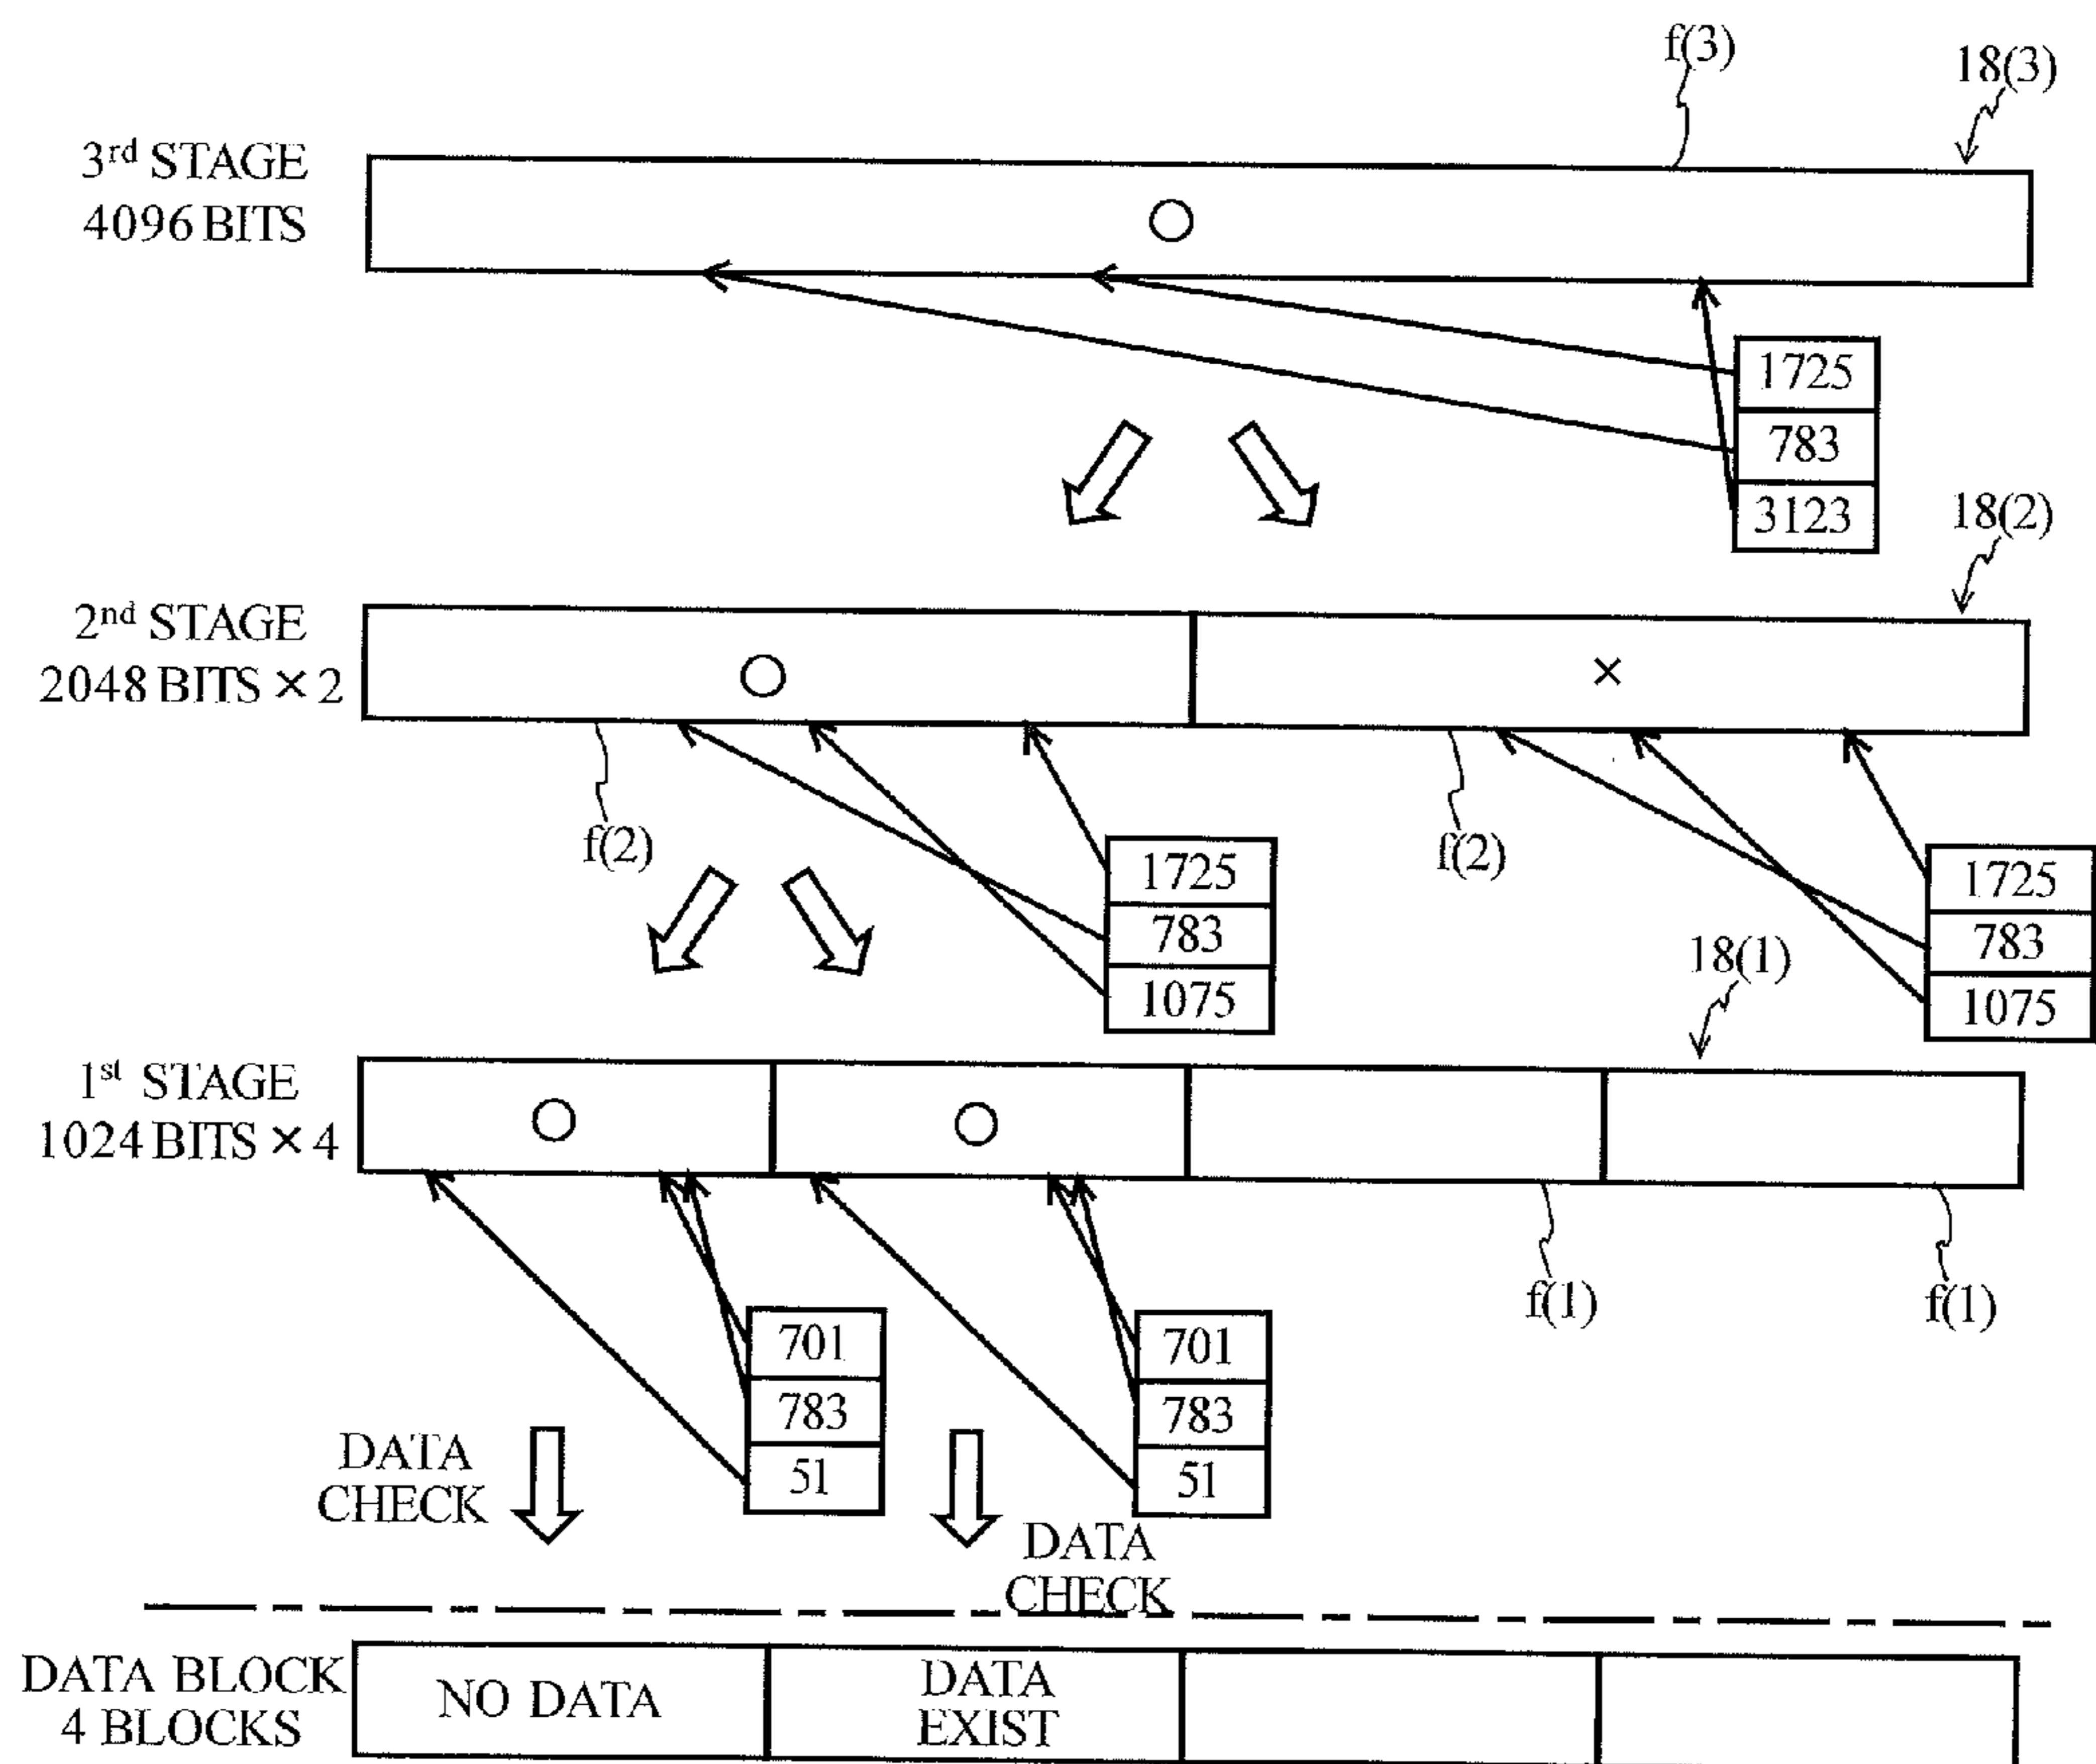 f(3)
18(3)
3rd STAGE
4096 BITS
○
1725
783
3123
18(2)
2nd STAGE
2048 BITS × 2
○
×
f(2)
f(2)
1725
783
1075
1725
783
1075
18(1)
1st STAGE
1024 BITS × 4
○
○
f(1)
f(1)
701
783
51
701
783
51
DATA
CHECK
DATA
CHECK
DATA BLOCK
4 BLOCKS
NO DATA
DATA
EXIST